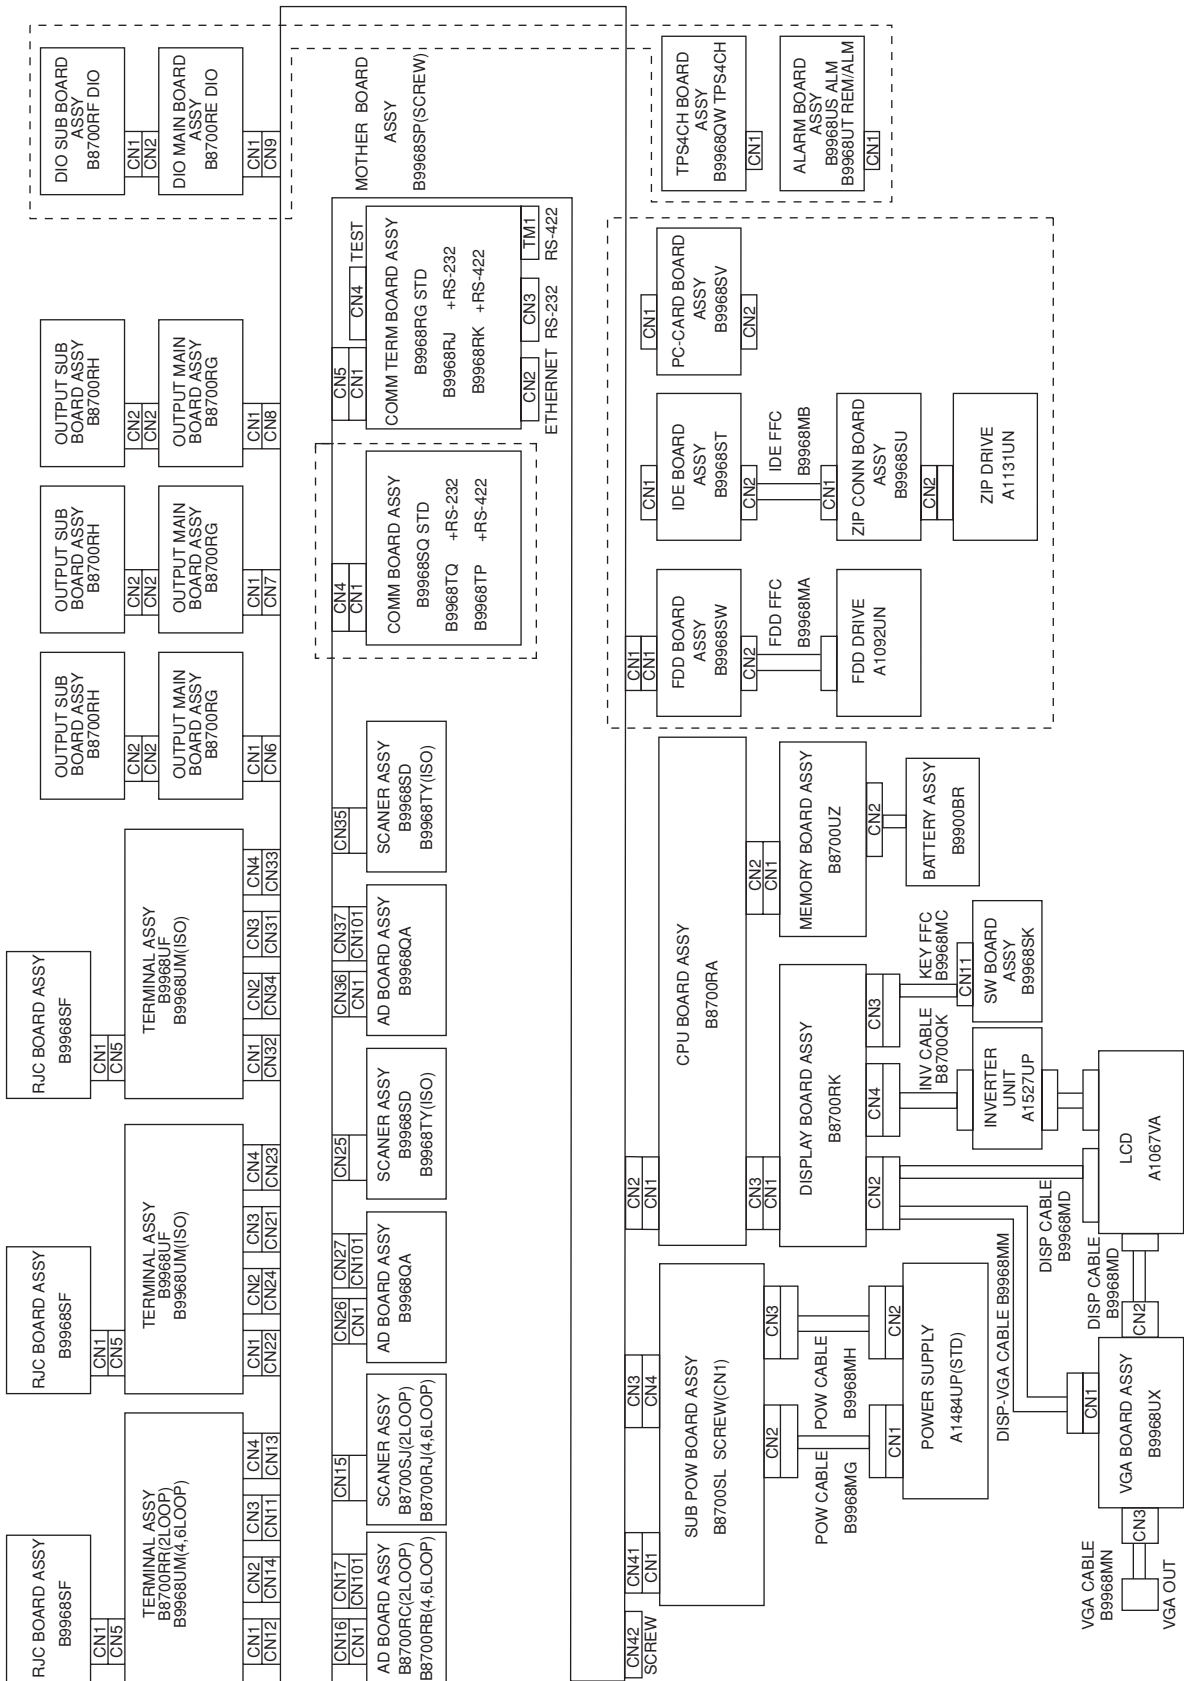 DIO SUB BOARD
ASSY
B8700RF DIO
CN1
CN2
DIO MAIN BOARD
ASSY
B8700RE DIO
CN1
CN9
OUTPUT SUB
BOARD ASSY
B8700RH
CN2
CN2
OUTPUT MAIN
BOARD ASSY
B8700RG
CN1
CN8
OUTPUT SUB
BOARD ASSY
B8700RH
CN2
CN2
OUTPUT MAIN
BOARD ASSY
B8700RG
CN1
CN7
OUTPUT SUB
BOARD ASSY
B8700RH
CN2
CN2
OUTPUT MAIN
BOARD ASSY
B8700RG
CN1
CN6
RJC BOARD ASSY
B9968SF
CN1
CN5
TERMINAL ASSY
B9968UF
B9968UM(ISO)
CN1
CN32
CN2
CN34
CN3
CN31
CN4
CN33
RJC BOARD ASSY
B9968SF
CN1
CN5
TERMINAL ASSY
B9968UF
B9968UM(ISO)
CN1
CN22
CN2
CN24
CN3
CN21
CN4
CN23
RJC BOARD ASSY
B9968SF
CN1
CN5
TERMINAL ASSY
B8700RR(2LOOP)
B9968UM(4,6LOOP)
CN1
CN12
CN2
CN14
CN3
CN11
CN4
CN13
MOTHER BOARD
ASSY
B9968SP(SCREW)
CN5
CN1
CN4
TEST
COMM TERM BOARD ASSY
B9968RG STD
B9968RJ +RS-232
B9968RK +RS-422
CN2
CN3
TM1
ETHERNET
RS-232
RS-422
CN4
CN1
COMM BOARD ASSY
B9968SQ STD
B9968TQ +RS-232
B9968TP +RS-422
CN35
SCANER ASSY
B9968SD
B9968TY(ISO)
CN36
CN1
CN37
CN101
AD BOARD ASSY
B9968QA
CN25
SCANER ASSY
B9968SD
B9968TY(ISO)
CN26
CN1
CN27
CN101
AD BOARD ASSY
B9968QA
CN15
SCANER ASSY
B8700SJ(2LOOP)
B8700RJ(4,6LOOP)
CN16
CN1
CN17
CN101
AD BOARD ASSY
B8700RC(2LOOP)
B8700RB(4,6LOOP)
TPS4CH BOARD
ASSY
B9968QW TPS4CH
CN1
ALARM BOARD
ASSY
B9968US ALM
B9968UT REM/ALM
CN1
CN1
PC-CARD BOARD
ASSY
B9968SV
CN2
CN1
IDE BOARD
ASSY
B9968ST
CN2
IDE FFC
B9968MB
CN1
ZIP CONN BOARD
ASSY
B9968SU
CN2
ZIP DRIVE
A1131UN
CN1
CN1
FDD BOARD
ASSY
B9968SW
CN2
FDD FFC
B9968MA
FDD DRIVE
A1092UN
CN2
CN1
CPU BOARD ASSY
B8700RA
CN2
CN1
MEMORY BOARD ASSY
B8700UZ
CN2
BATTERY ASSY
B9900BR
CN3
CN1
DISPLAY BOARD ASSY
B8700RK
CN2
CN4
CN3
INV CABLE
B8700QK
KEY FFC
B9968MC
CN11
SW BOARD
ASSY
B9968SK
INVERTER
UNIT
A1527UP
LCD
A1067VA
DISP CABLE
B9968MD
DISP CABLE
B9968MD
DISP-VGA CABLE B9968MM
CN2
CN1
VGA BOARD ASSY
B9968UX
CN3
VGA CABLE
B9968MN
VGA OUT
CN42
SCREW
CN41
CN1
CN3
CN4
SUB POW BOARD ASSY
B8700SL SCREW(CN1)
CN2
CN3
POW CABLE
B9968MG
POW CABLE
B9968MH
CN1
CN2
POWER SUPPLY
A1484UP(STD)